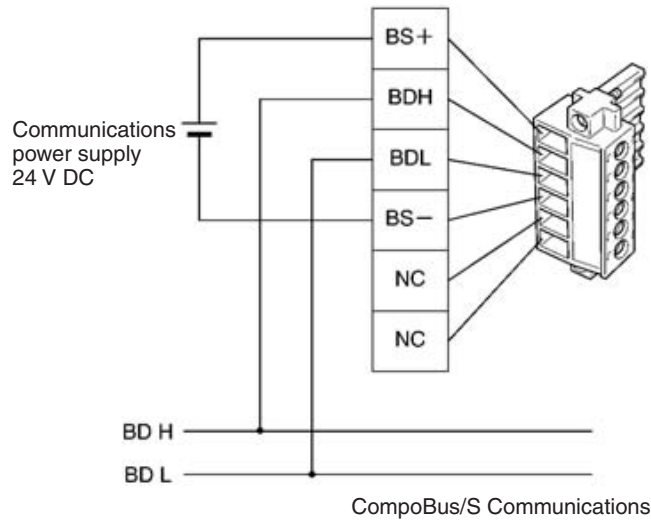 BS+
BDH
BDL
BS−
NC
NC
Communications
power supply
24 V DC
BD H
BD L
CompoBus/S Communications